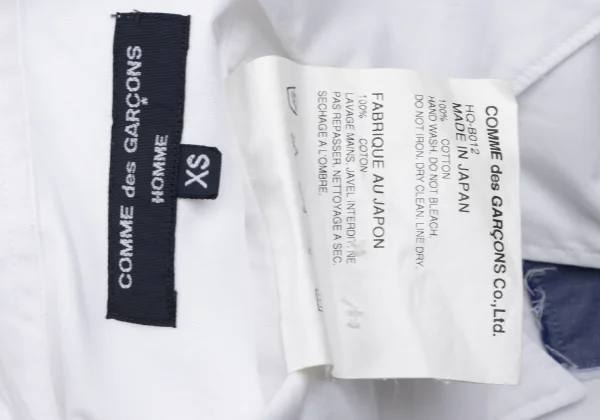 COMME des GARÇONS
HOMME
XS
COMME des GARÇONS Co.,Ltd.
HQ-B012
MADE IN JAPAN
100% COTTON
HAND WASH. DO NOT BLEACH.
DO NOT IRON. DRY CLEAN. LINE DRY.
FABRIQUE AU JAPON
100% COTON
LAVAGE MAINS. JAVEL INTERDIT. NE
PAS REPASSER. NETTOYAGE A SEC.
SECHAGE A L'OMBRE.